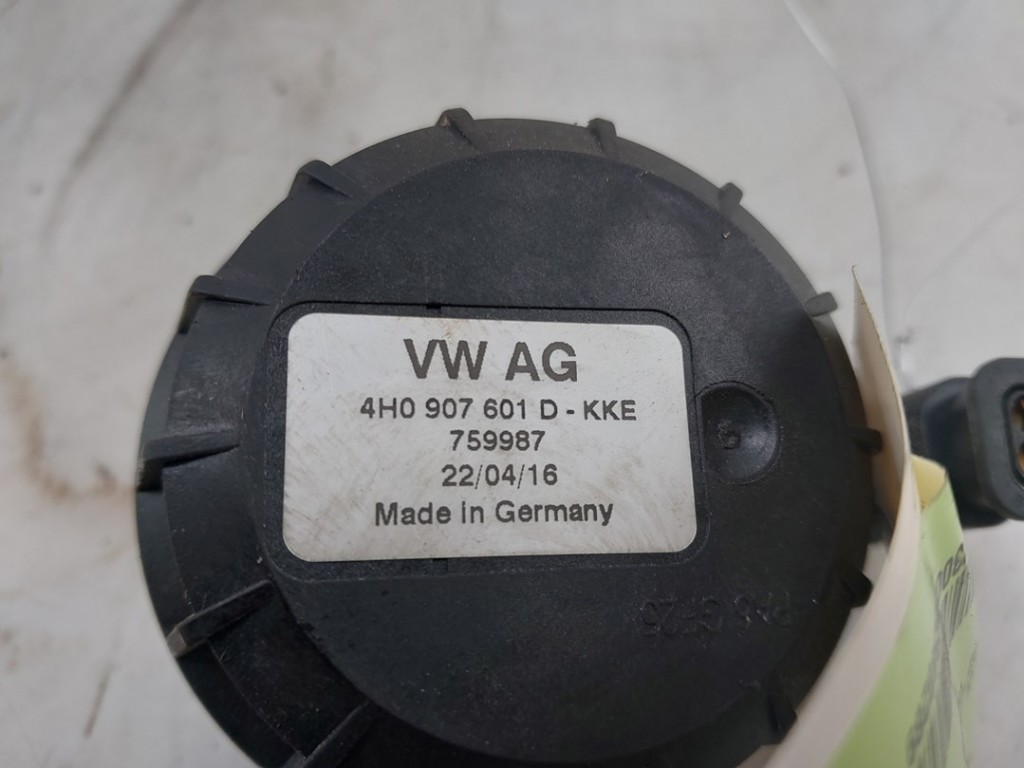 VW AG
4H0 907 601 D - KKE
759987
22/04/16
Made in Germany